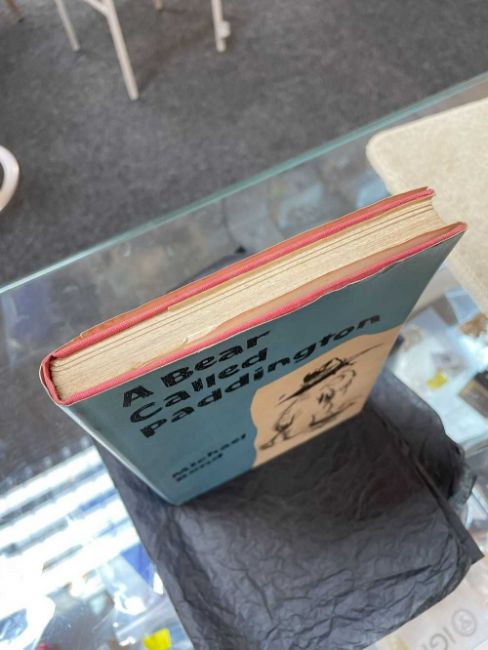 A Bear
Called
Paddington
Michael
Bond